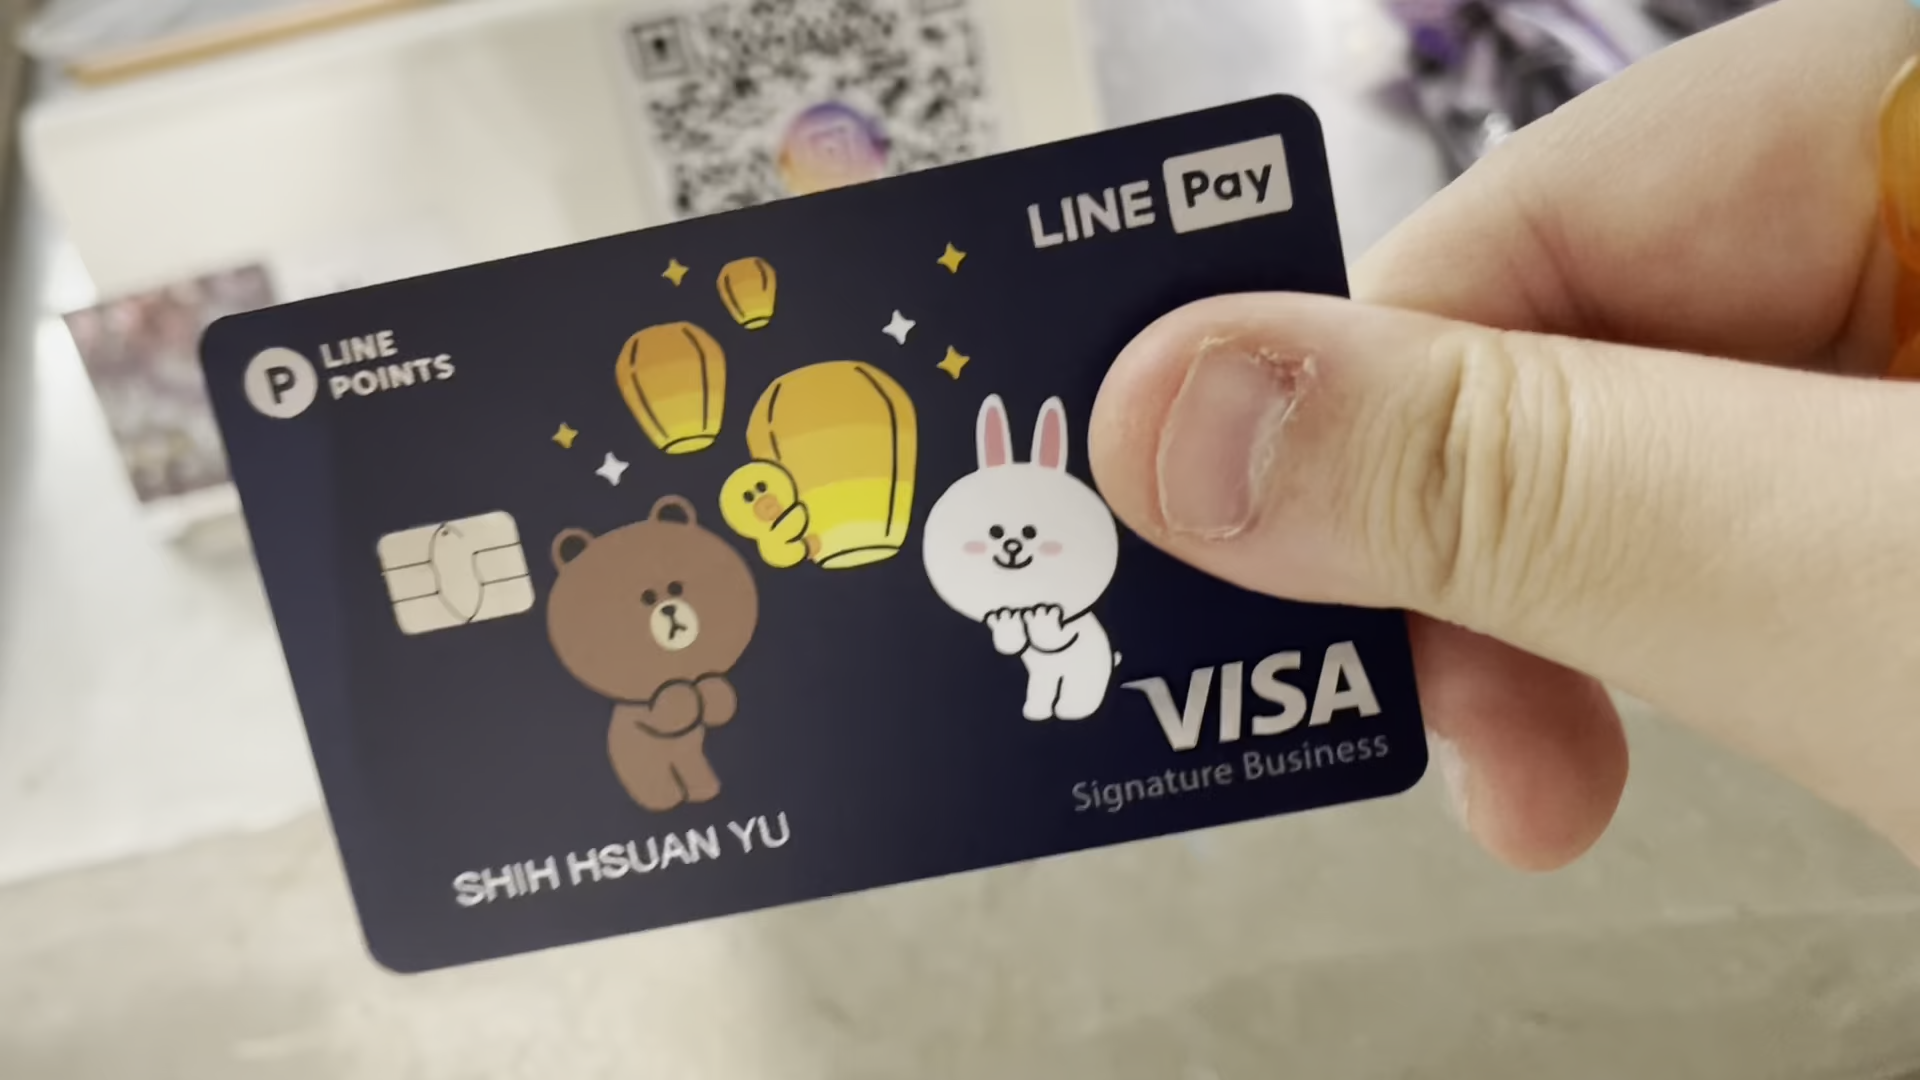 LINE Pay
P LINE
POINTS
VISA
Signature Business
SHIH HSUAN YU